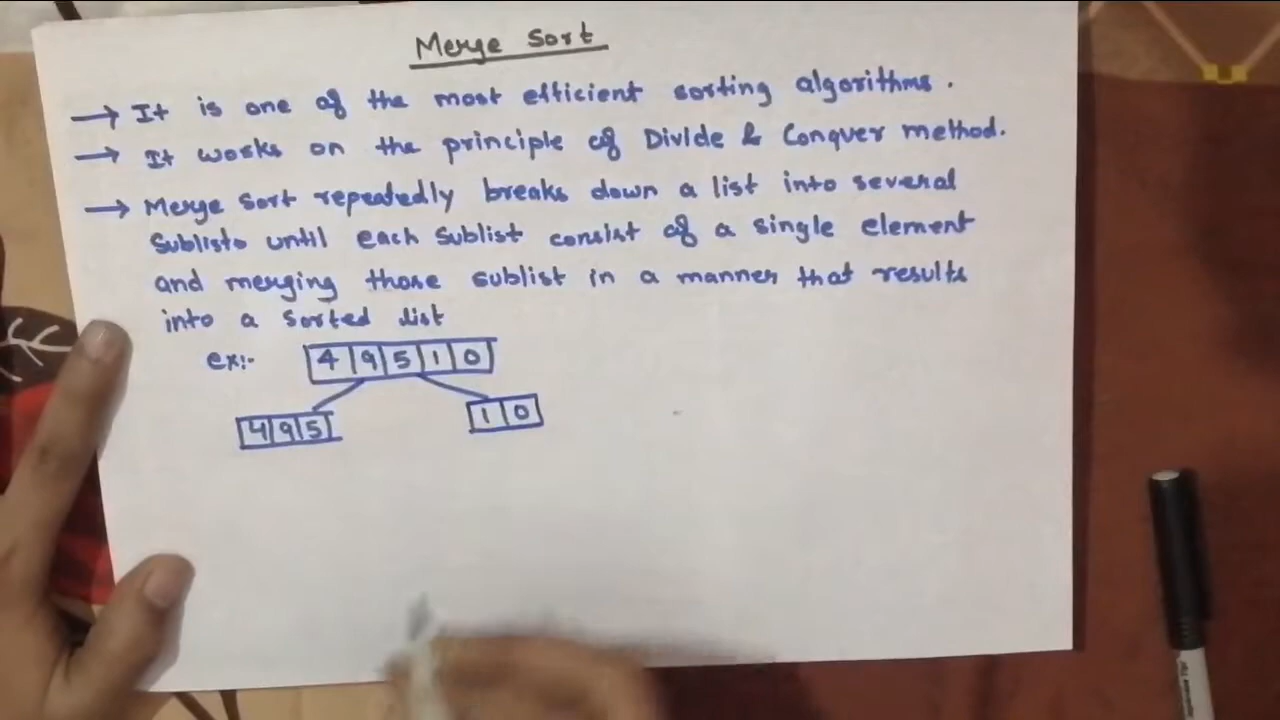 Merge Sort
→ It is one of the most efficient sorting algorithms.
→ It works on the principle of Divide & Conquer method.
→ Merge Sort repeatedly breaks down a list into several
Sublists until each sublist consist of a single element
and merging those sublist in a manner that results
into a sorted list
ex:- 4 9 5 1 0
4 9 5 1 0